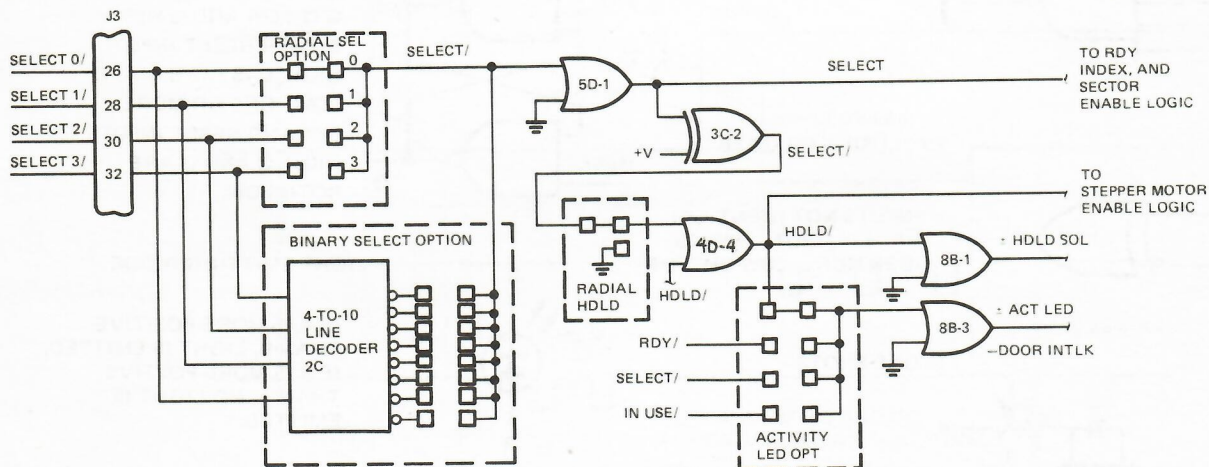 J3
SELECT 0/
26
SELECT 1/
28
SELECT 2/
30
SELECT 3/
32
RADIAL SEL
OPTION
0
1
2
3
SELECT/
5D-1
SELECT
TO RDY
INDEX, AND
SECTOR
ENABLE LOGIC
+V
3C-2
SELECT/
TO
STEPPER MOTOR
ENABLE LOGIC
BINARY SELECT OPTION
4-TO-10
LINE
DECODER
2C
RADIAL
HDLD
HDLD/
4D-4
HDLD/
8B-1
± HDLD SOL
RDY/
SELECT/
IN USE/
ACTIVITY
LED OPT
8B-3
± ACT LED
–DOOR INTLK